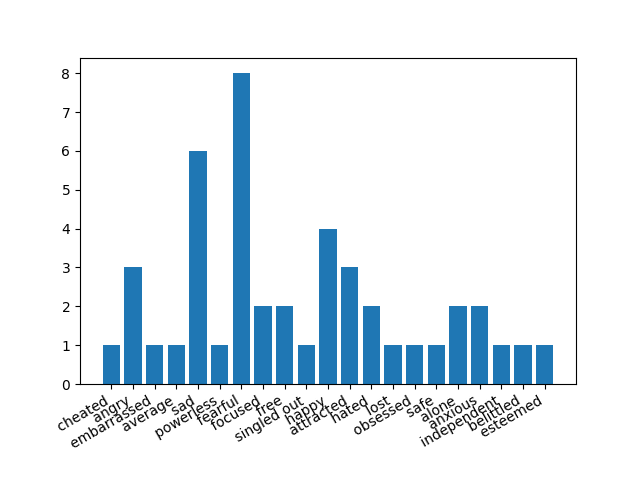 8
7
6
5
4
3
2
1
0
cheated
angry
embarrassed
average
sad
powerless
fearful
focused
free
singled out
happy
attracted
hated
lost
obsessed
safe
alone
anxious
independent
belittled
esteemed